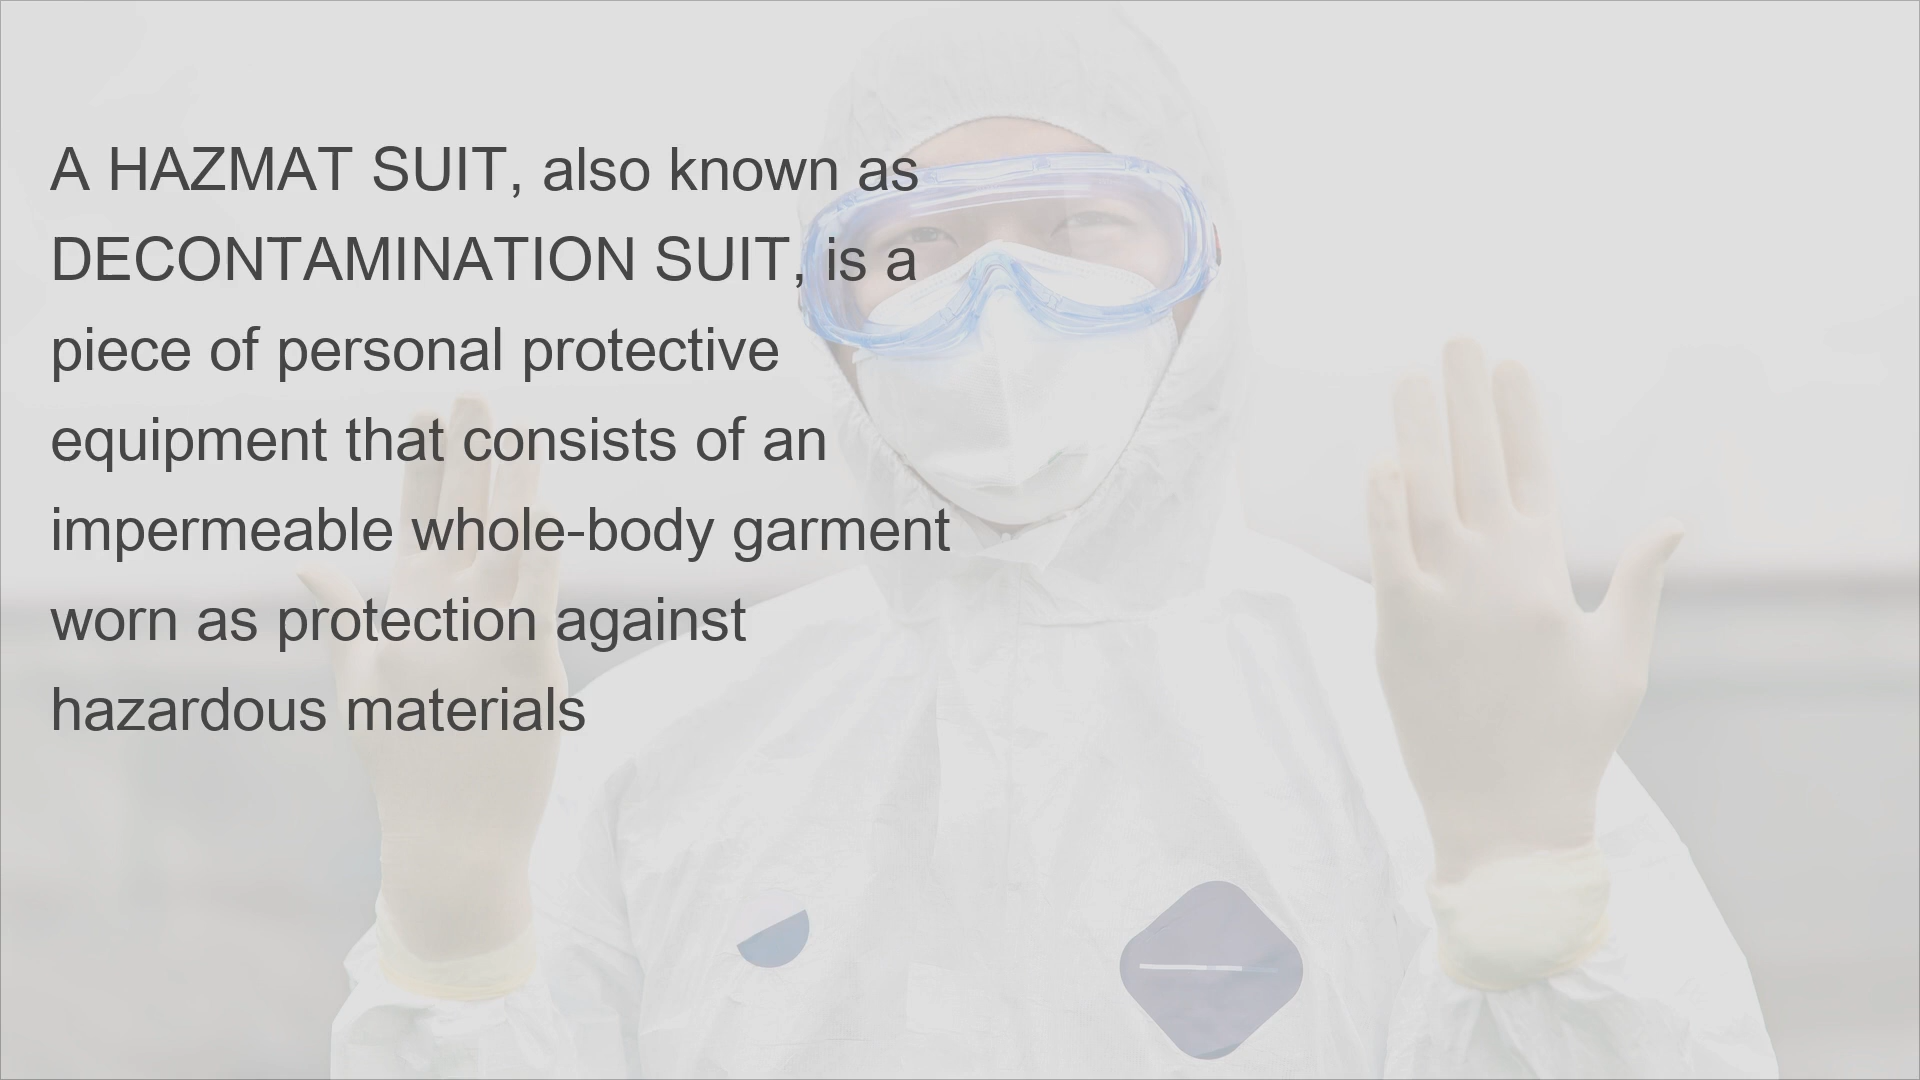 A HAZMAT SUIT, also known as
DECONTAMINATION SUIT, is a
piece of personal protective
equipment that consists of an
impermeable whole-body garment
worn as protection against
hazardous materials